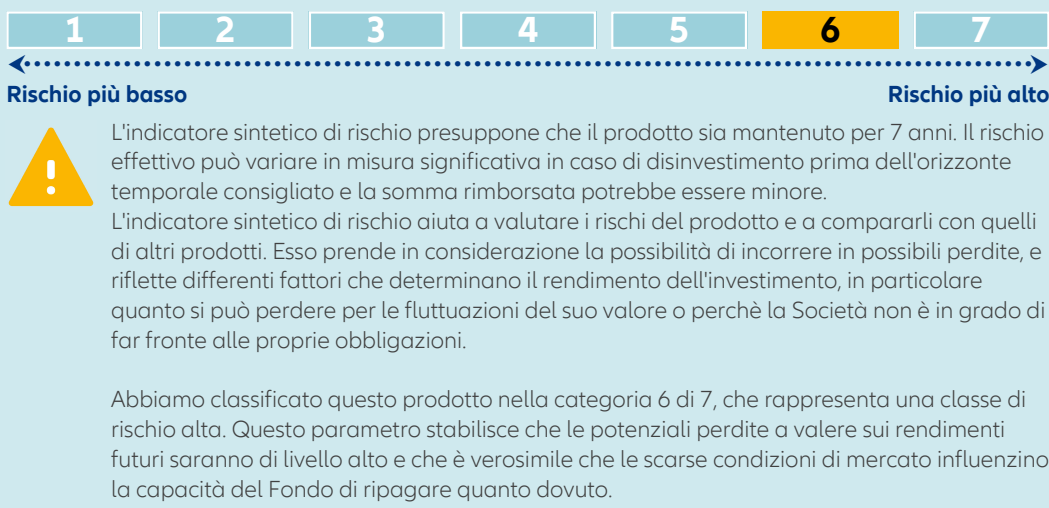 1 2 3 4 5 6 7
Rischio più basso Rischio più alto
L'indicatore sintetico di rischio presuppone che il prodotto sia mantenuto per 7 anni. Il rischio
effettivo può variare in misura significativa in caso di disinvestimento prima dell'orizzonte
temporale consigliato e la somma rimborsata potrebbe essere minore.
L'indicatore sintetico di rischio aiuta a valutare i rischi del prodotto e a compararli con quelli
di altri prodotti. Esso prende in considerazione la possibilità di incorrere in possibili perdite, e
riflette differenti fattori che determinano il rendimento dell'investimento, in particolare
quanto si può perdere per le fluttuazioni del suo valore o perchè la Società non è in grado di
far fronte alle proprie obbligazioni.
Abbiamo classificato questo prodotto nella categoria 6 di 7, che rappresenta una classe di
rischio alta. Questo parametro stabilisce che le potenziali perdite a valere sui rendimenti
futuri saranno di livello alto e che è verosimile che le scarse condizioni di mercato influenzino
la capacità del Fondo di ripagare quanto dovuto.